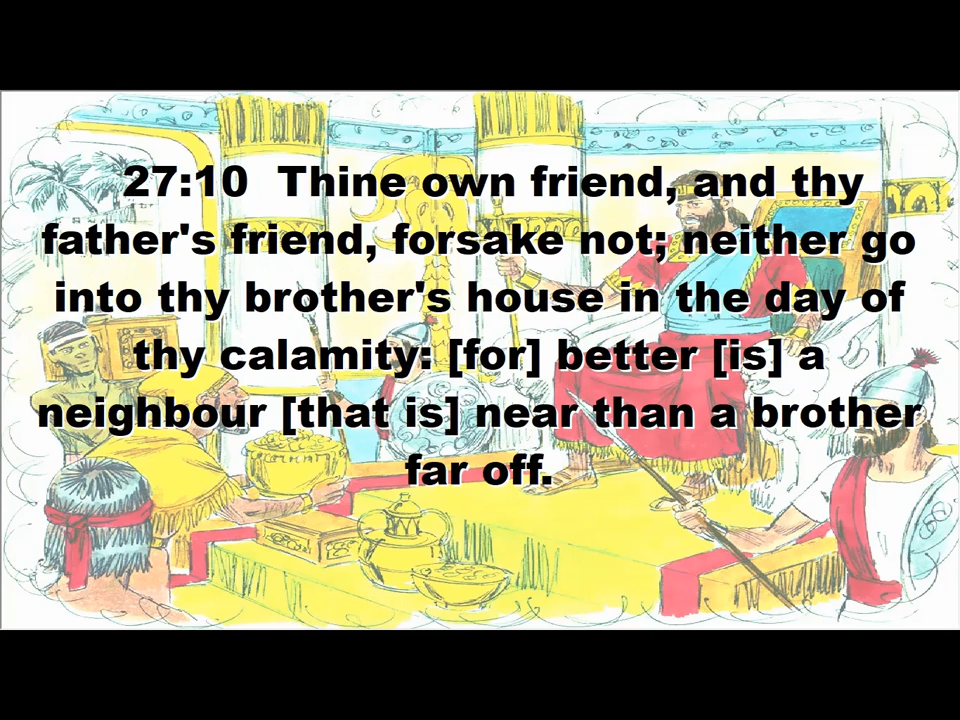 27:10  Thine own friend, and thy
father's friend, forsake not; neither go
into thy brother's house in the day of
thy calamity: [for] better [is] a
neighbour [that is] near than a brother
far off.